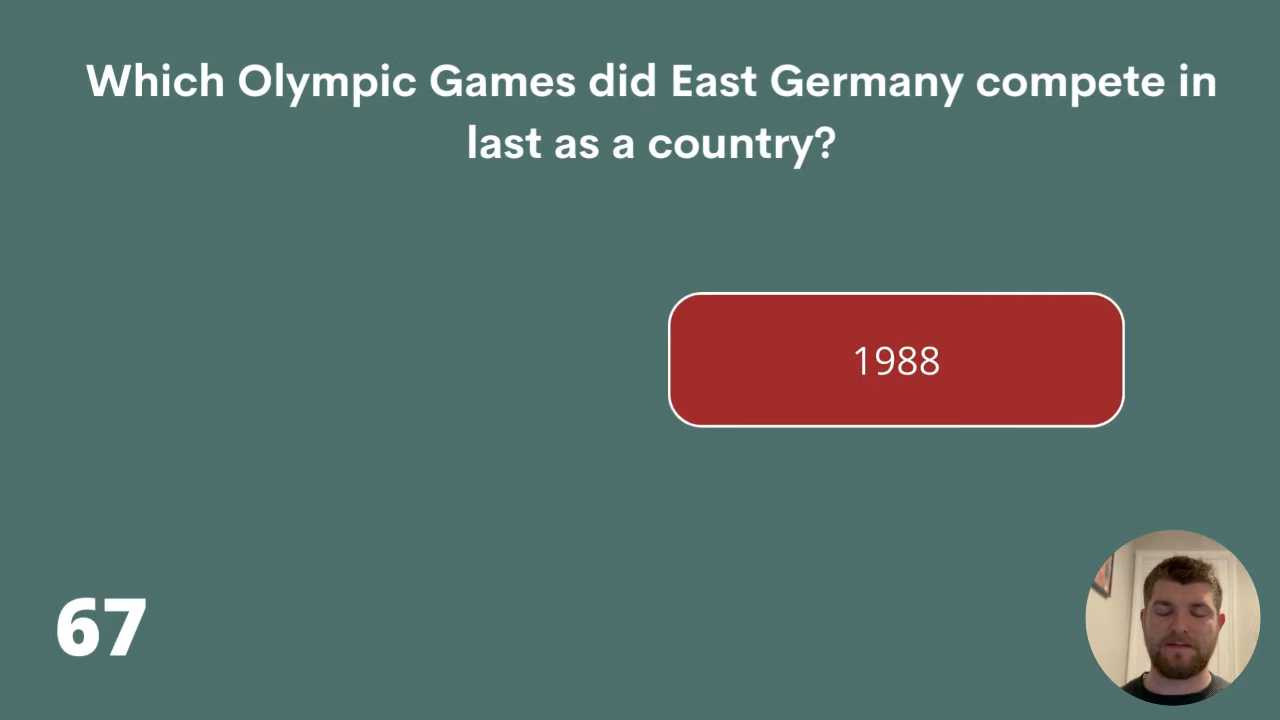 Which Olympic Games did East Germany compete in
last as a country?
1988
67